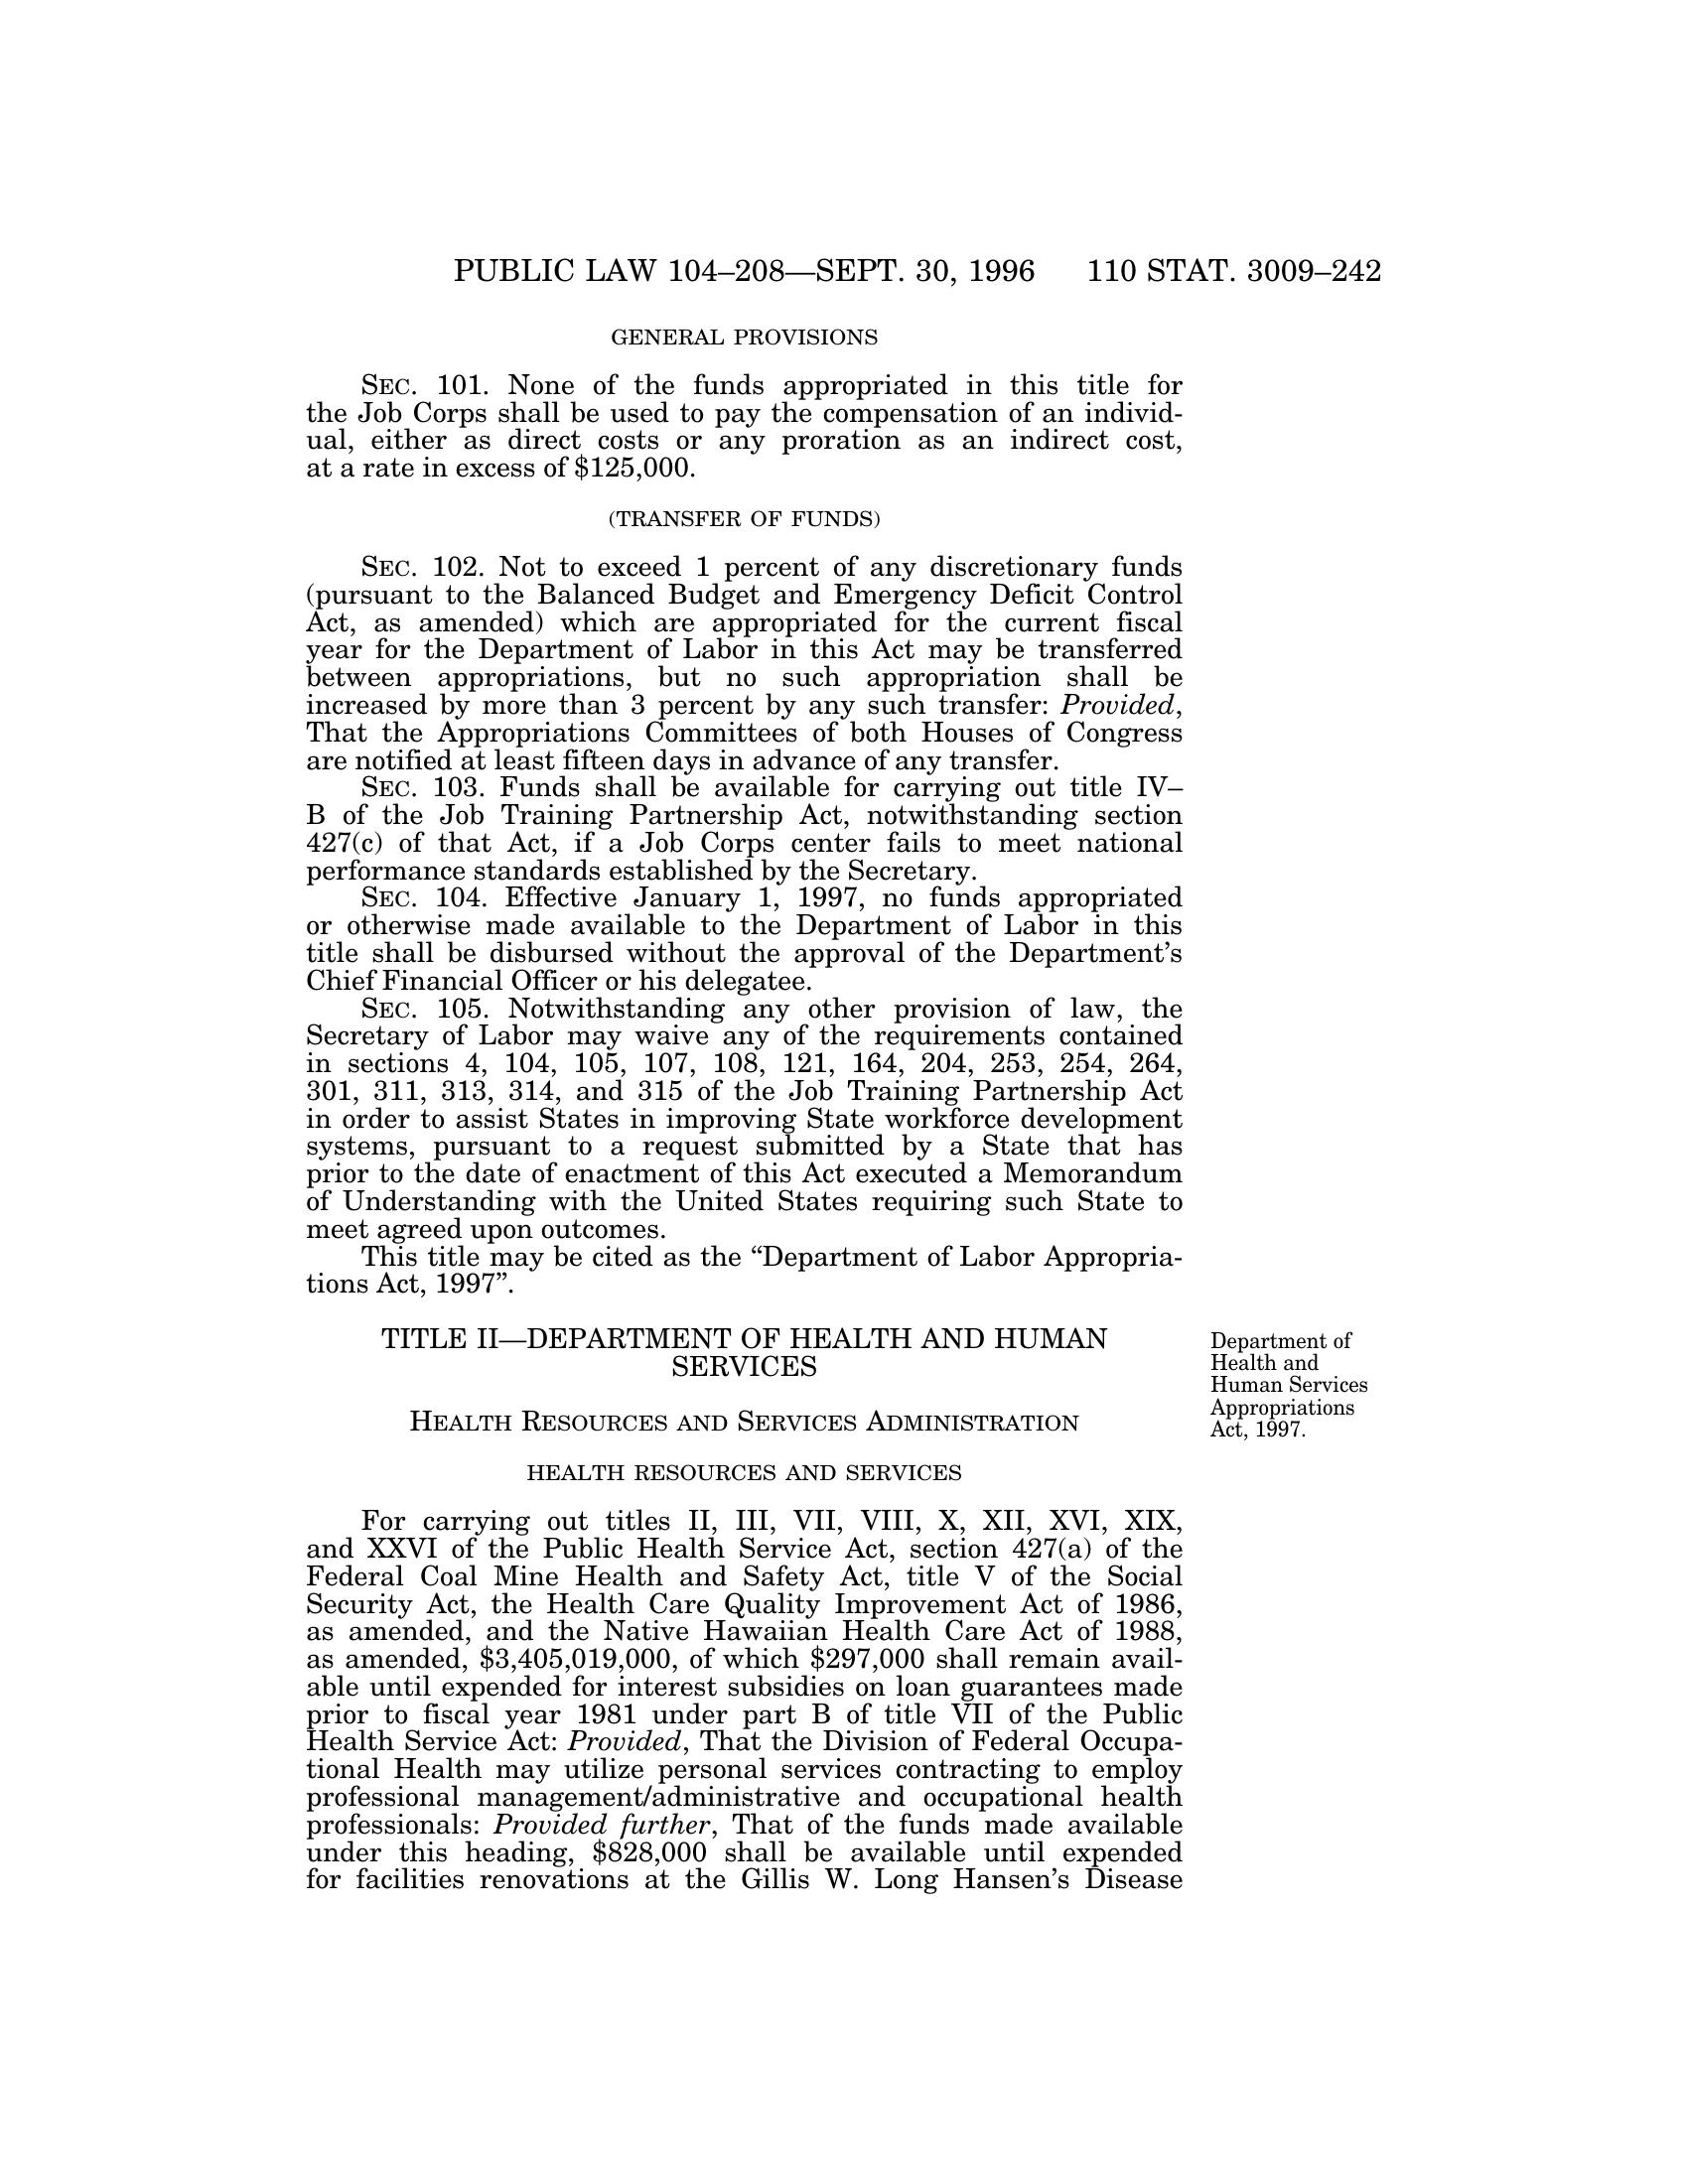 PUBLIC LAW 104–208—SEPT. 30, 1996 110 STAT. 3009–242
GENERAL PROVISIONS
SEC. 101. None of the funds appropriated in this title for
the Job Corps shall be used to pay the compensation of an individ-
ual, either as direct costs or any proration as an indirect cost,
at a rate in excess of $125,000.
(TRANSFER OF FUNDS)
SEC. 102. Not to exceed 1 percent of any discretionary funds
(pursuant to the Balanced Budget and Emergency Deficit Control
Act, as amended) which are appropriated for the current fiscal
year for the Department of Labor in this Act may be transferred
between appropriations, but no such appropriation shall be
increased by more than 3 percent by any such transfer: Provided,
That the Appropriations Committees of both Houses of Congress
are notified at least fifteen days in advance of any transfer.
SEC. 103. Funds shall be available for carrying out title IV–
B of the Job Training Partnership Act, notwithstanding section
427(c) of that Act, if a Job Corps center fails to meet national
performance standards established by the Secretary.
SEC. 104. Effective January 1, 1997, no funds appropriated
or otherwise made available to the Department of Labor in this
title shall be disbursed without the approval of the Department's
Chief Financial Officer or his delegatee.
SEC. 105. Notwithstanding any other provision of law, the
Secretary of Labor may waive any of the requirements contained
in sections 4, 104, 105, 107, 108, 121, 164, 204, 253, 254, 264,
301, 311, 313, 314, and 315 of the Job Training Partnership Act
in order to assist States in improving State workforce development
systems, pursuant to a request submitted by a State that has
prior to the date of enactment of this Act executed a Memorandum
of Understanding with the United States requiring such State to
meet agreed upon outcomes.
This title may be cited as the “Department of Labor Appropria-
tions Act, 1997”.
TITLE II—DEPARTMENT OF HEALTH AND HUMAN
SERVICES
Department of
Health and
Human Services
Appropriations
Act, 1997.
HEALTH RESOURCES AND SERVICES ADMINISTRATION
HEALTH RESOURCES AND SERVICES
For carrying out titles II, III, VII, VIII, X, XII, XVI, XIX,
and XXVI of the Public Health Service Act, section 427(a) of the
Federal Coal Mine Health and Safety Act, title V of the Social
Security Act, the Health Care Quality Improvement Act of 1986,
as amended, and the Native Hawaiian Health Care Act of 1988,
as amended, $3,405,019,000, of which $297,000 shall remain avail-
able until expended for interest subsidies on loan guarantees made
prior to fiscal year 1981 under part B of title VII of the Public
Health Service Act: Provided, That the Division of Federal Occupa-
tional Health may utilize personal services contracting to employ
professional management/administrative and occupational health
professionals: Provided further, That of the funds made available
under this heading, $828,000 shall be available until expended
for facilities renovations at the Gillis W. Long Hansen's Disease